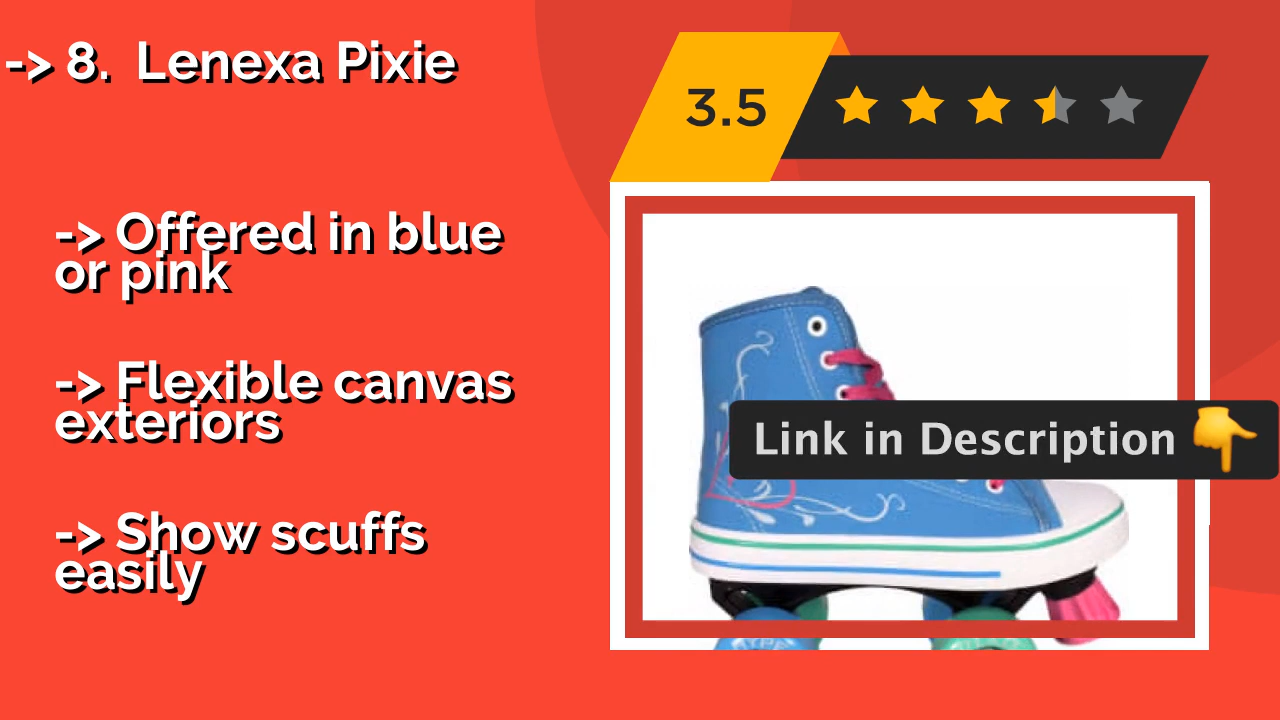 -> 8.  Lenexa Pixie
3.5
-> Offered in blue
or pink
-> Flexible canvas
exteriors
Link in Description 👇
-> Show scuffs
easily